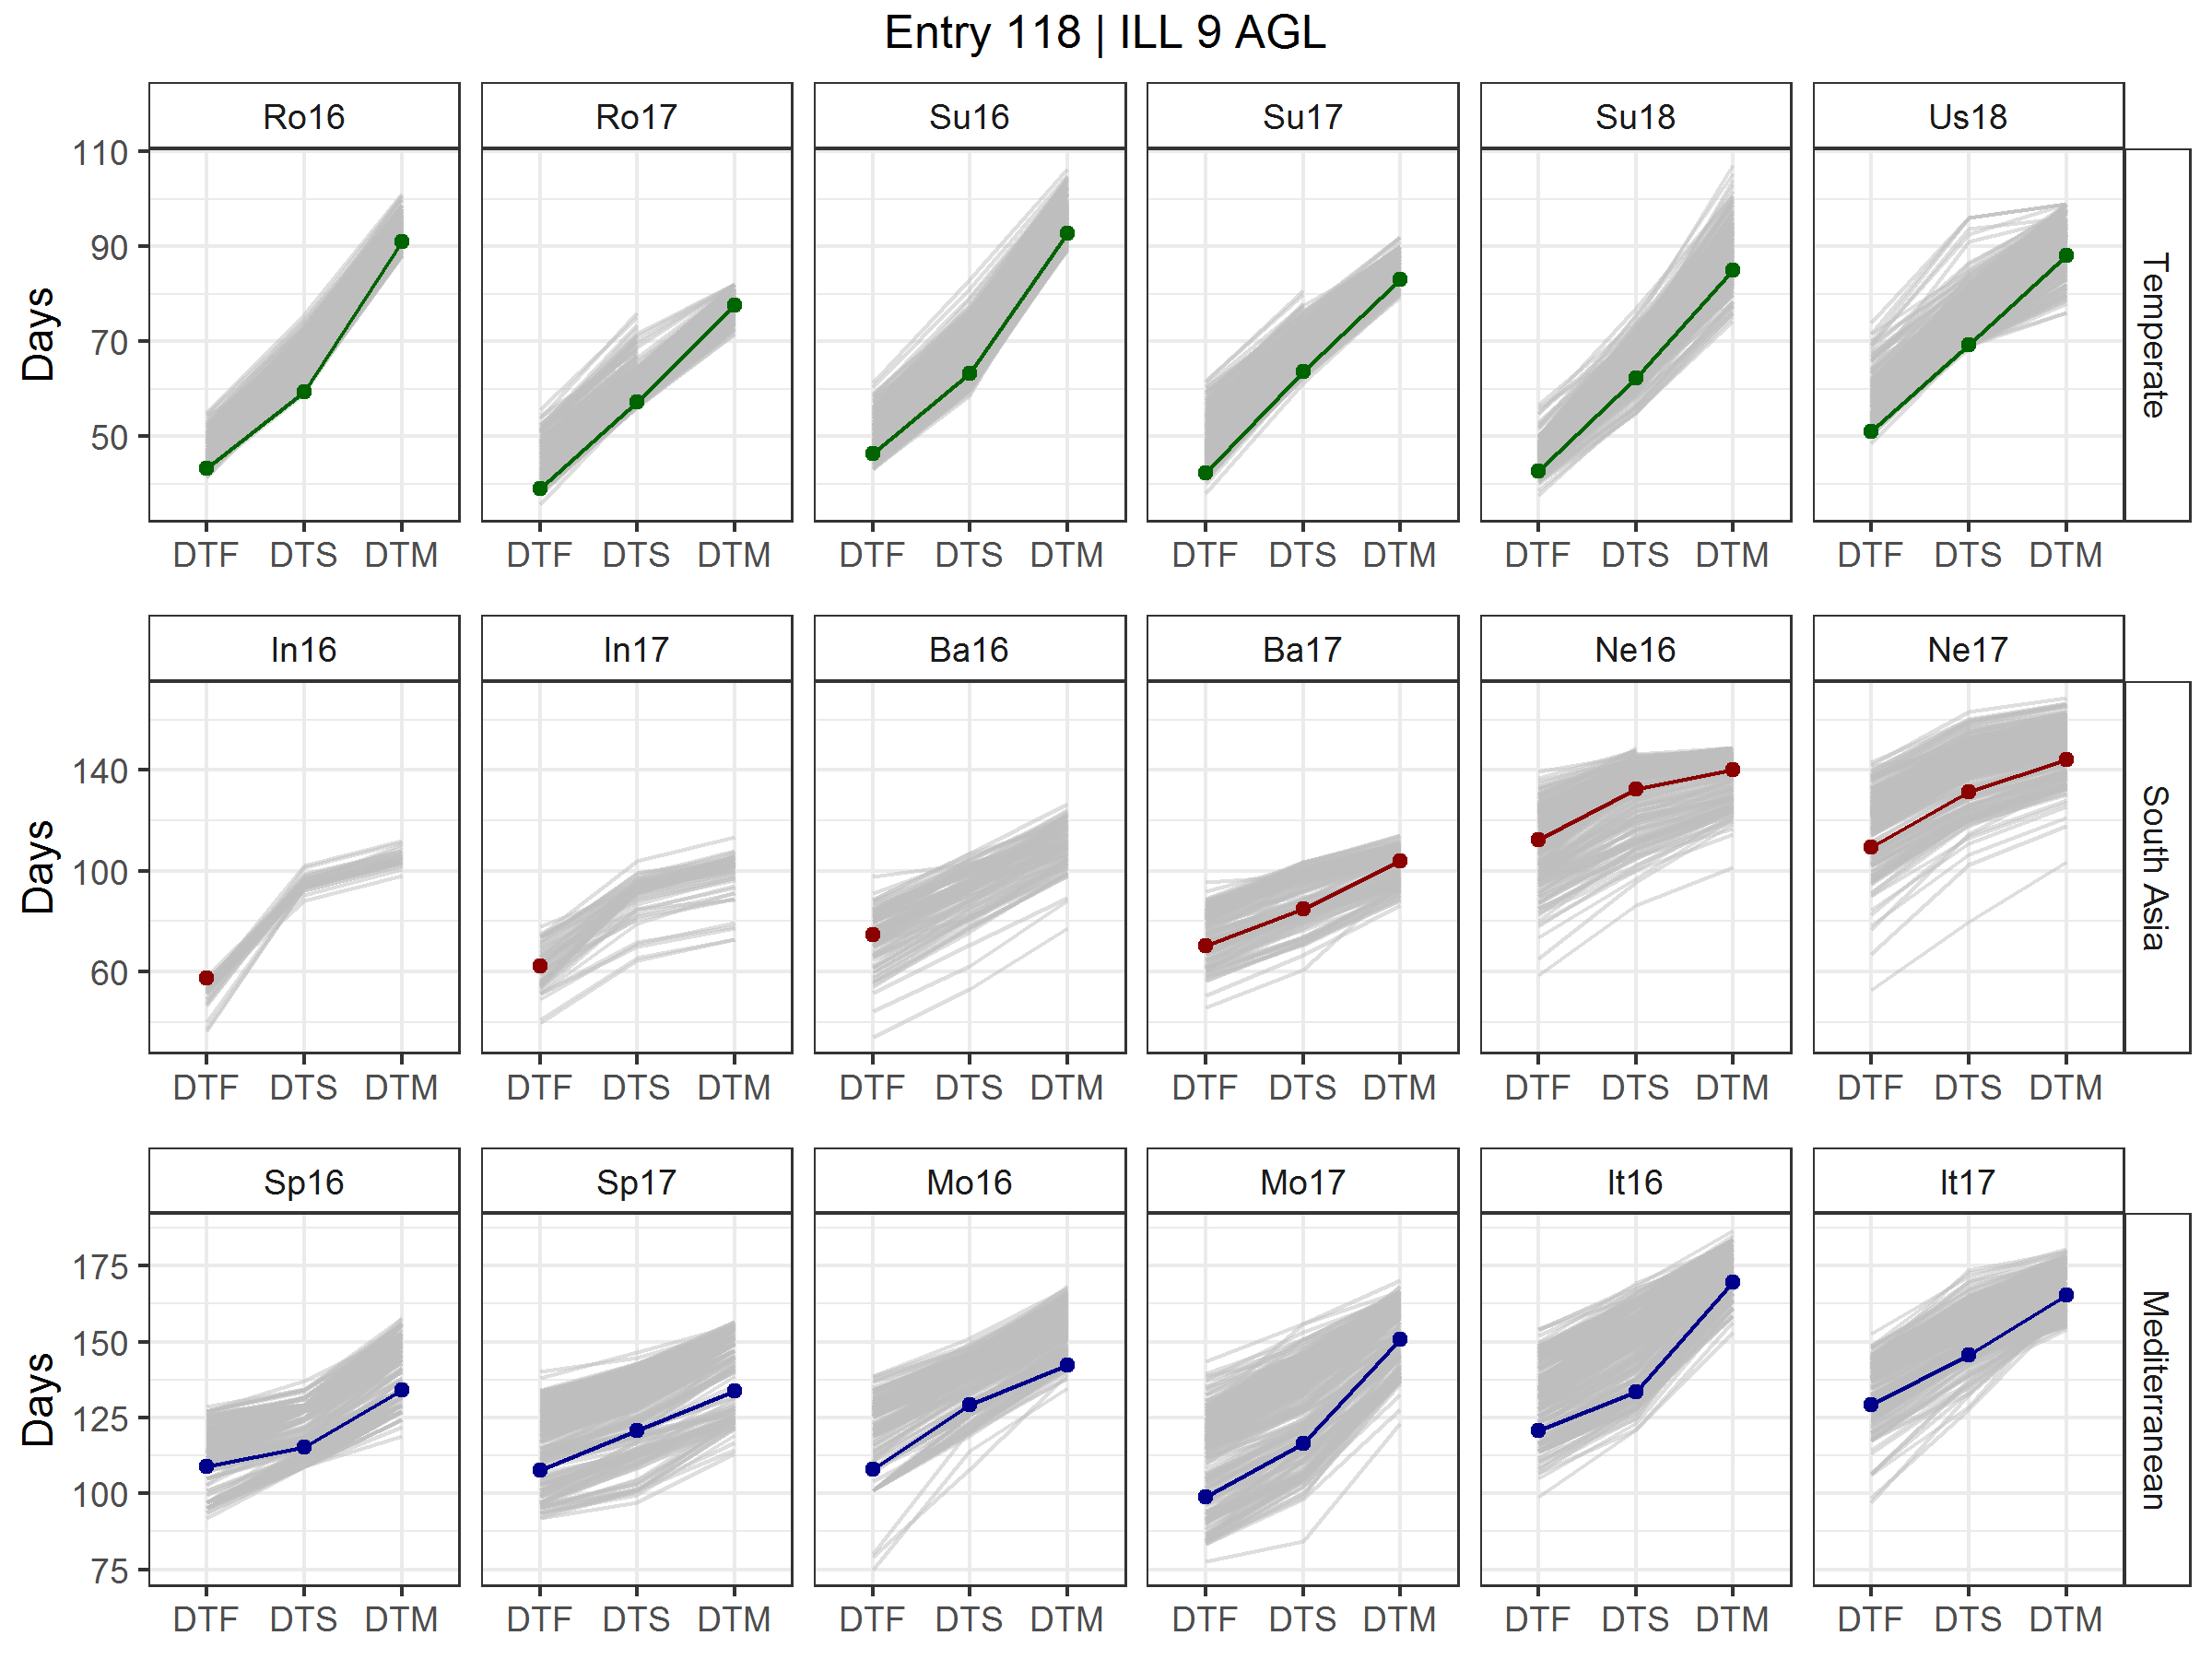 Entry 118 | ILL 9 AGL
Ro16 Ro17 Su16 Su17 Su18 Us18
110
90
70
50
Days
Temperate
DTF DTS DTM DTF DTS DTM DTF DTS DTM DTF DTS DTM DTF DTS DTM DTF DTS DTM
In16 In17 Ba16 Ba17 Ne16 Ne17
140
100
60
Days
South Asia
DTF DTS DTM DTF DTS DTM DTF DTS DTM DTF DTS DTM DTF DTS DTM DTF DTS DTM
Sp16 Sp17 Mo16 Mo17 It16 It17
175
150
125
100
75
Days
Mediterranean
DTF DTS DTM DTF DTS DTM DTF DTS DTM DTF DTS DTM DTF DTS DTM DTF DTS DTM